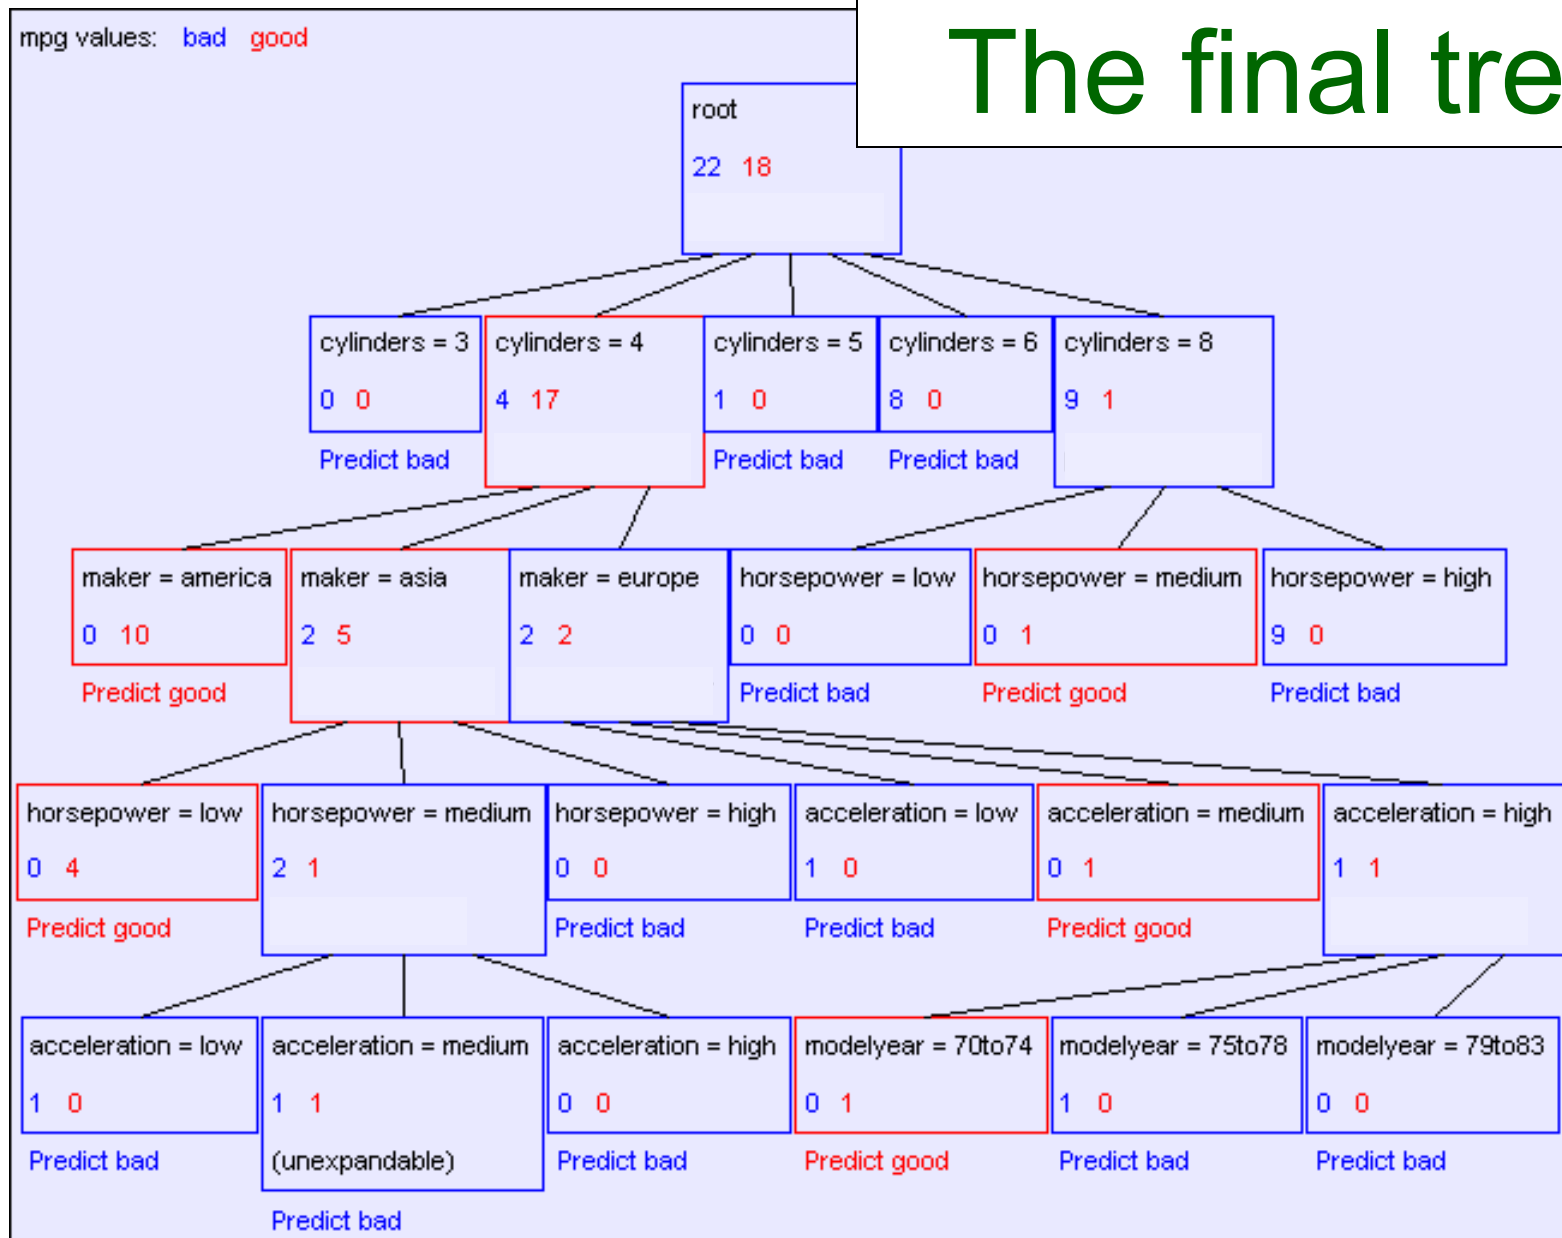 The final tre
mpg values: bad good
root
22 18
cylinders = 3 cylinders = 4 cylinders = 5 cylinders = 6 cylinders = 8
0 0 4 17 1 0 8 0 9 1
Predict bad Predict bad Predict bad
maker = america maker = asia maker = europe horsepower = low horsepower = medium horsepower = high
0 10 2 5 2 2 0 0 0 1 9 0
Predict good Predict bad Predict good Predict bad
horsepower = low horsepower = medium horsepower = high acceleration = low acceleration = medium acceleration = high
0 4 2 1 0 0 1 0 0 1 1 1
Predict good Predict bad Predict bad Predict good
acceleration = low acceleration = medium acceleration = high modelyear = 70to74 modelyear = 75to78 modelyear = 79to83
1 0 1 1 0 0 0 1 1 0 0 0
Predict bad (unexpandable) Predict bad Predict good Predict bad Predict bad
Predict bad